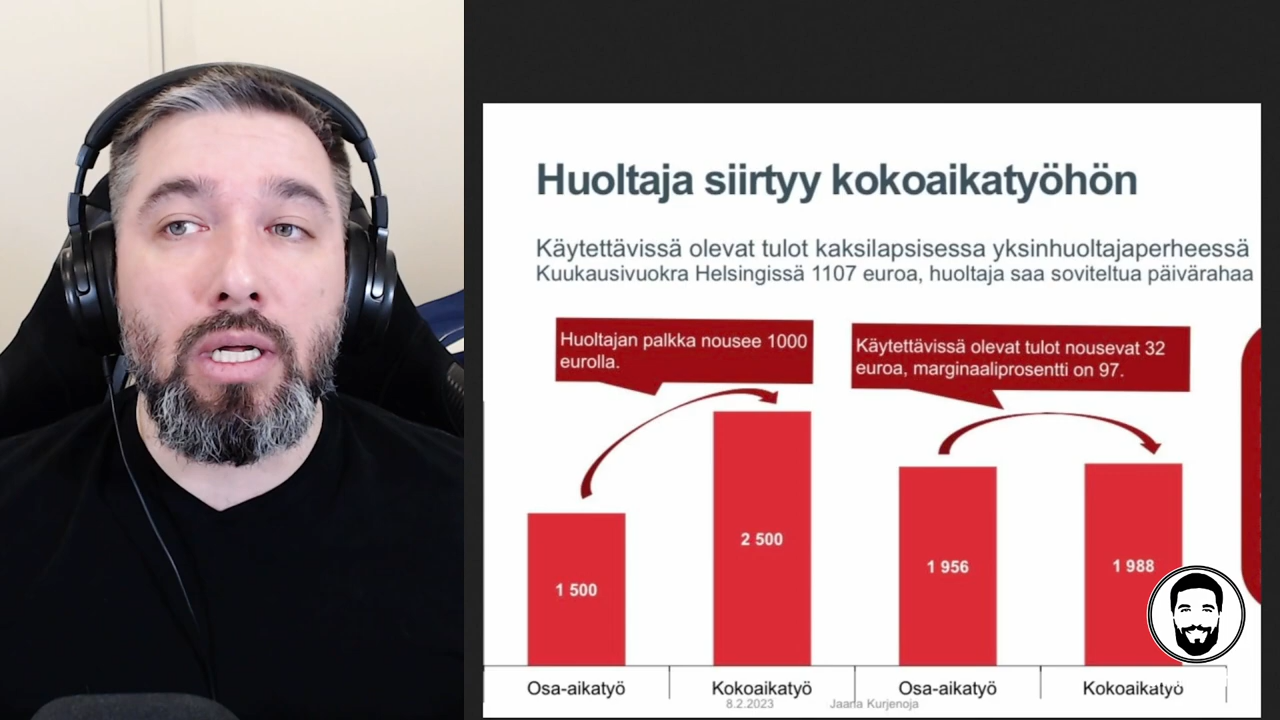 Huoltaja siirtyy kokoaikatyöhön
Käytettävissä olevat tulot kaksilapsisessa yksinhuoltajaperheessä
Kuukausivuokra Helsingissä 1107 euroa, huoltaja saa soviteltua päivärahaa
Huoltajan palkka nousee 1000
eurolla.
Käytettävissä olevat tulot nousevat 32
euroa, marginaaliprosentti on 97.
1 500
2 500
1 956
1 988
Osa-aikatyö
Kokoaikatyö
Osa-aikatyö
Kokoaikatyö
8.2.2023
Jaana Kurjenoja